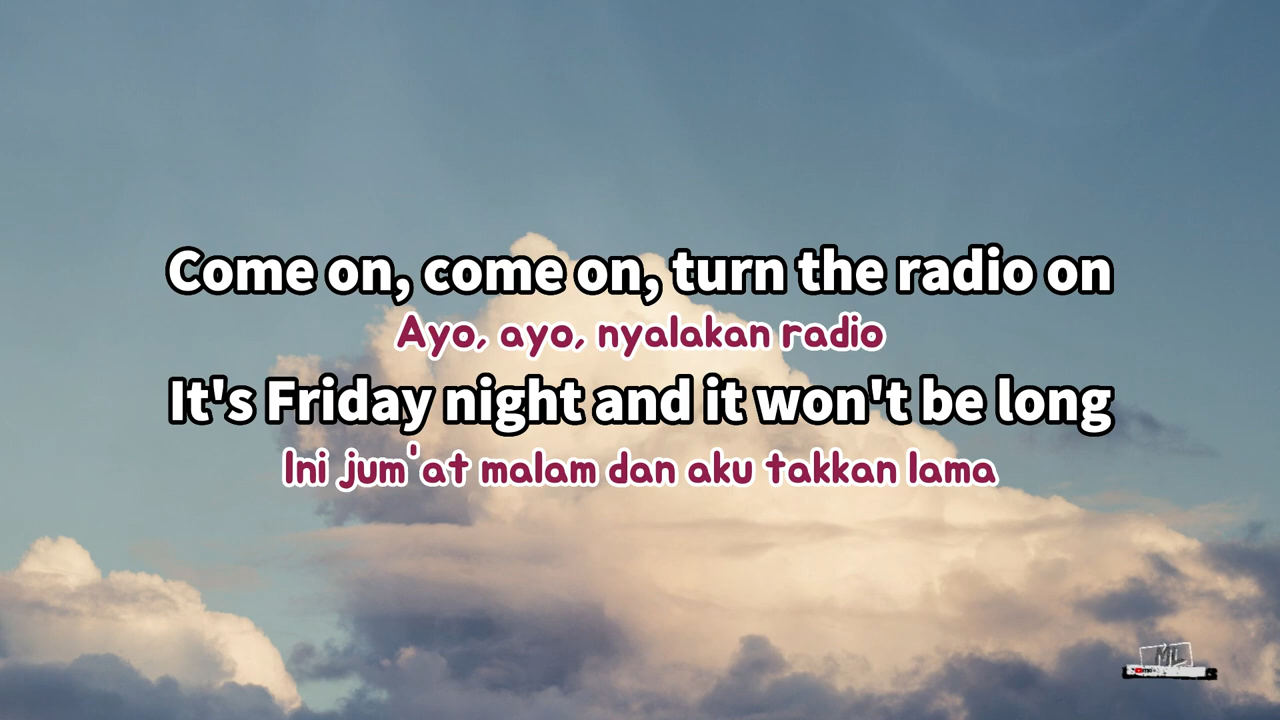 Come on, come on, turn the radio on
Ayo, ayo, nyalakan radio
It's Friday night and it won't be long
Ini jum'at malam dan aku takkan lama
ML